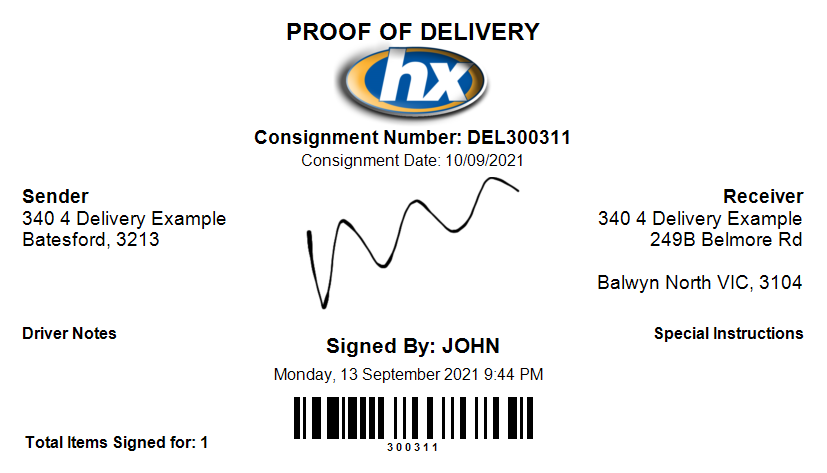 PROOF OF DELIVERY
hx
Consignment Number: DEL300311
Consignment Date: 10/09/2021
Sender
340 4 Delivery Example
Batesford, 3213
Receiver
340 4 Delivery Example
249B Belmore Rd
Balwyn North VIC, 3104
Driver Notes
Special Instructions
Signed By: JOHN
Monday, 13 September 2021 9:44 PM
300311
Total Items Signed for: 1